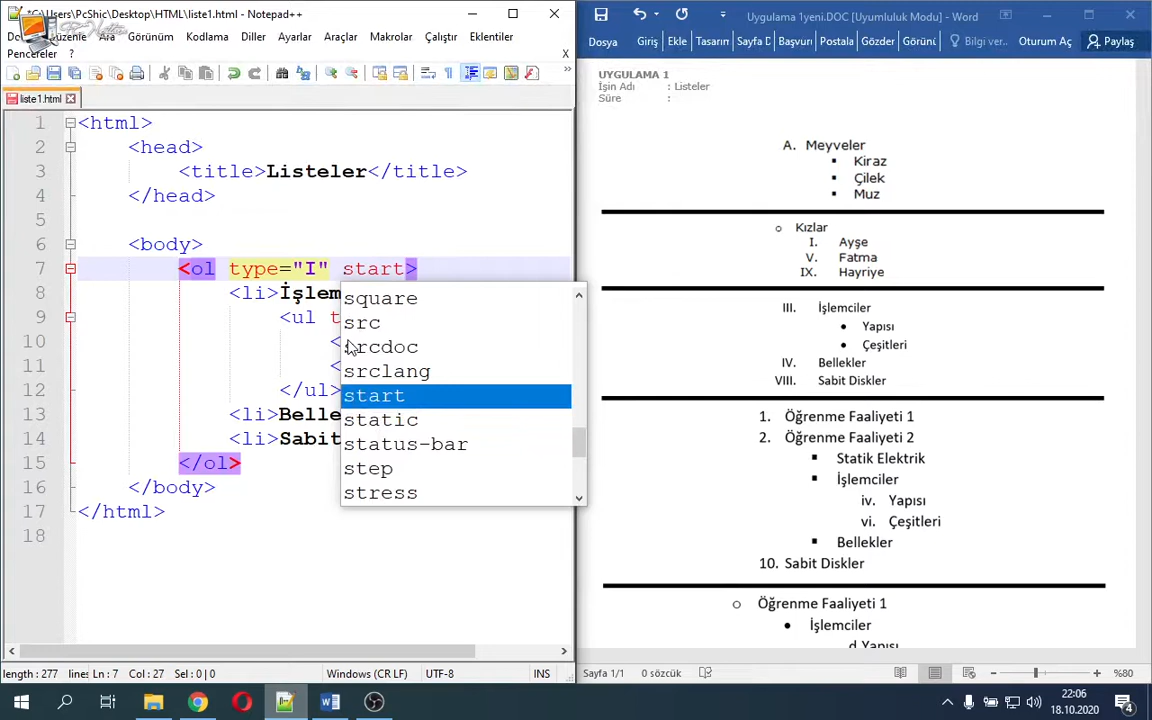 *C:\Users\PcShic\Desktop\HTML\liste1.html - Notepad++
Ara Görünüm Kodlama Diller Ayarlar Araçlar Makrolar Çalıştır Eklentiler
Pencereler ? X
liste1.html
1 <html>
2 <head>
3 <title>Listeler</title>
4 </head>
5
6 <body>
7 <ol type="I" start>
8 <li>İşlem
9 <ul t
10 <
11 <
12 </ul>
13 <li>Belle
14 <li>Sabit
15 </ol>
16 </body>
17 </html>
18
square
src
srcdoc
srclang
start
static
status-bar
step
stress
length : 277 lines Ln : 7 Col : 27 Sel : 0 | 0 Windows (CR LF) UTF-8 INS
Uygulama 1yeni.DOC [Uyumluluk Modu] - Word
Dosya Giriş Ekle Tasarın Sayfa D Başvuru Postala Gözder Görünü Bilgi ver... Oturum Aç Paylaş
UYGULAMA 1
İşin Adı : Listeler
Süre :
A. Meyveler
▪ Kiraz
▪ Çilek
▪ Muz
o Kızlar
I. Ayşe
V. Fatma
IX. Hayriye
III. İşlemciler
• Yapısı
• Çeşitleri
IV. Bellekler
VIII. Sabit Diskler
1. Öğrenme Faaliyeti 1
2. Öğrenme Faaliyeti 2
▪ Statik Elektrik
▪ İşlemciler
iv. Yapısı
vi. Çeşitleri
▪ Bellekler
10. Sabit Diskler
o Öğrenme Faaliyeti 1
• İşlemciler
d.Yapısı
Sayfa 1/1 0 sözcük %80
22:06
18.10.2020
4